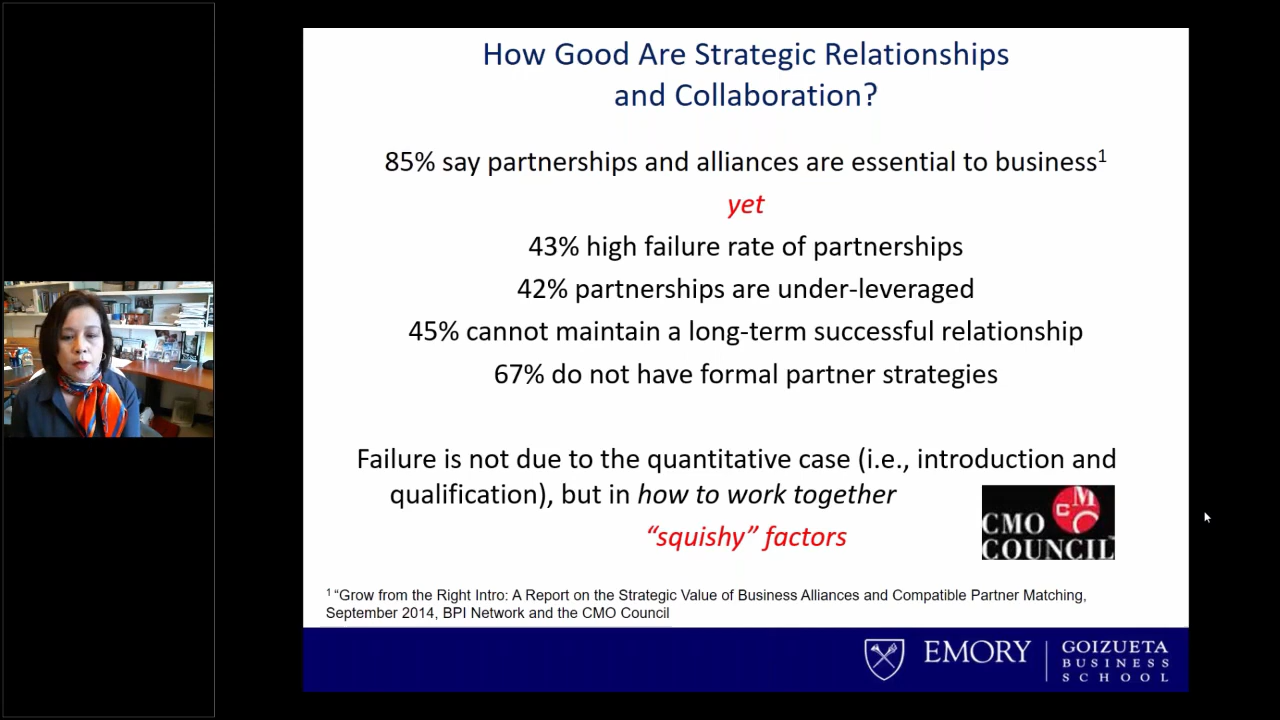 How Good Are Strategic Relationships
and Collaboration?
85% say partnerships and alliances are essential to business¹
yet
43% high failure rate of partnerships
42% partnerships are under-leveraged
45% cannot maintain a long-term successful relationship
67% do not have formal partner strategies
Failure is not due to the quantitative case (i.e., introduction and
qualification), but in how to work together
“squishy” factors
CMC
CMO
COUNCIL
¹ “Grow from the Right Intro: A Report on the Strategic Value of Business Alliances and Compatible Partner Matching,
September 2014, BPI Network and the CMO Council
EMORY
GOIZUETA
BUSINESS
SCHOOL